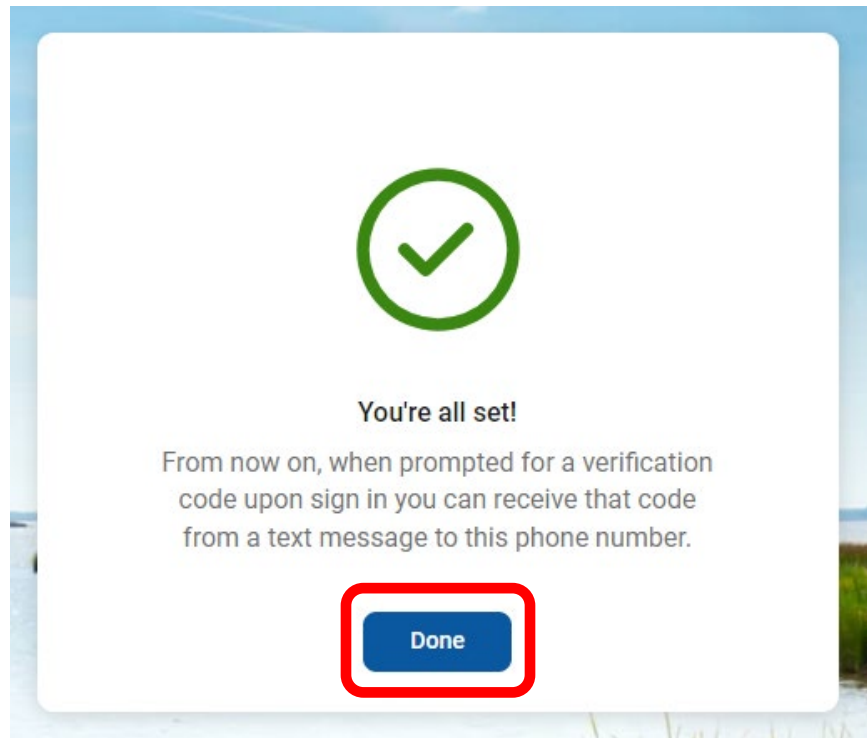 You're all set!
From now on, when prompted for a verification
code upon sign in you can receive that code
from a text message to this phone number.
Done